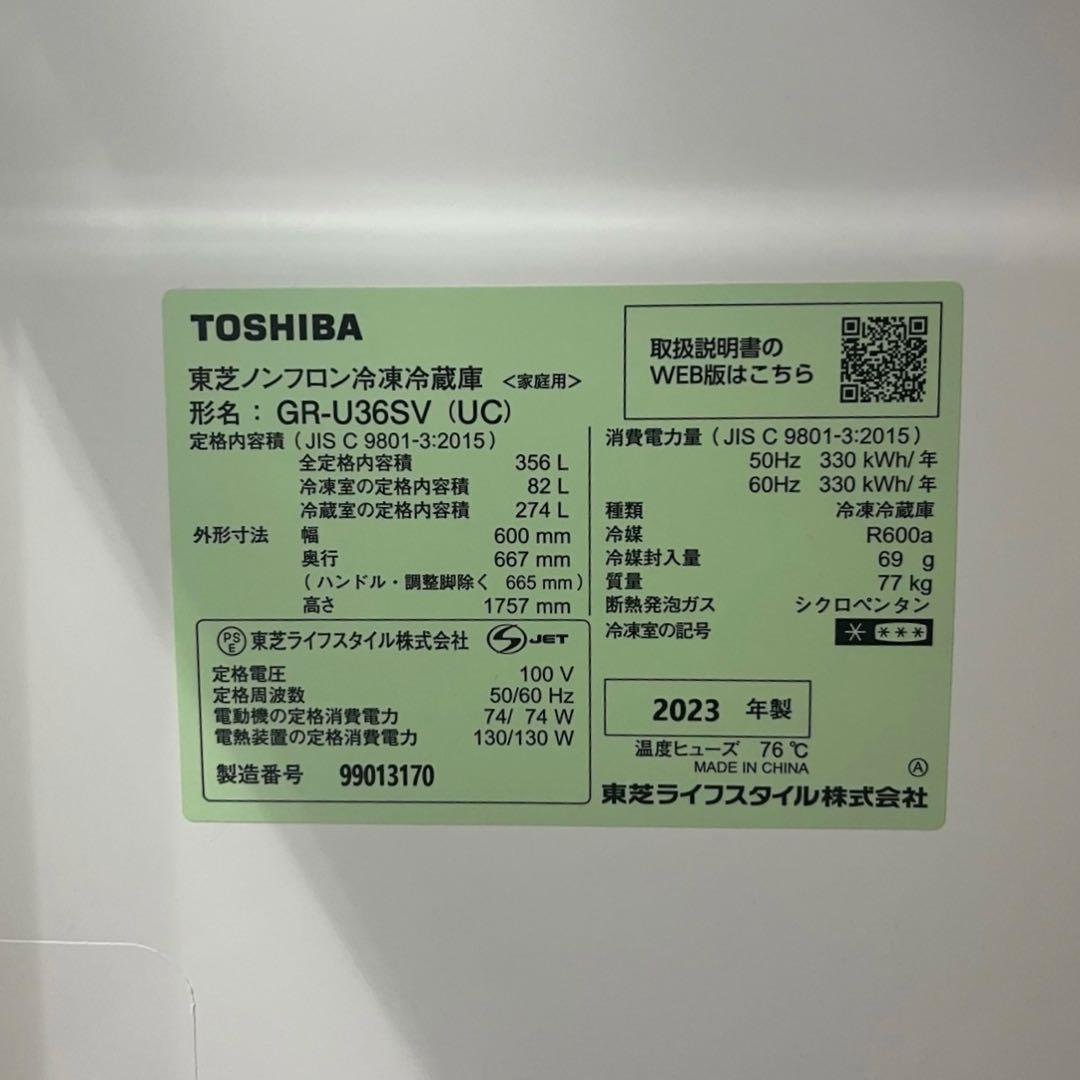 TOSHIBA
東芝ノンフロン冷凍冷蔵庫 <家庭用>
形名: GR-U36SV (UC)
定格内容積 (JIS C 9801-3:2015)
全定格内容積 356 L
冷凍室の定格内容積 82 L
冷蔵室の定格内容積 274 L
外形寸法 幅 600 mm
奥行 667 mm
(ハンドル・調整脚除く 665 mm)
高さ 1757 mm
PSE 東芝ライフスタイル株式会社 S JET
定格電圧 100 V
定格周波数 50/60 Hz
電動機の定格消費電力 74/ 74 W
電熱装置の定格消費電力 130/130 W
製造番号 99013170
取扱説明書の
WEB版はこちら
消費電力量 (JIS C 9801-3:2015)
50Hz 330 kWh/年
60Hz 330 kWh/年
種類 冷凍冷蔵庫
冷媒 R600a
冷媒封入量 69 g
質量 77 kg
断熱発泡ガス シクロペンタン
冷凍室の記号 * ***
2023 年製
温度ヒューズ 76 ℃
MADE IN CHINA Ⓐ
東芝ライフスタイル株式会社